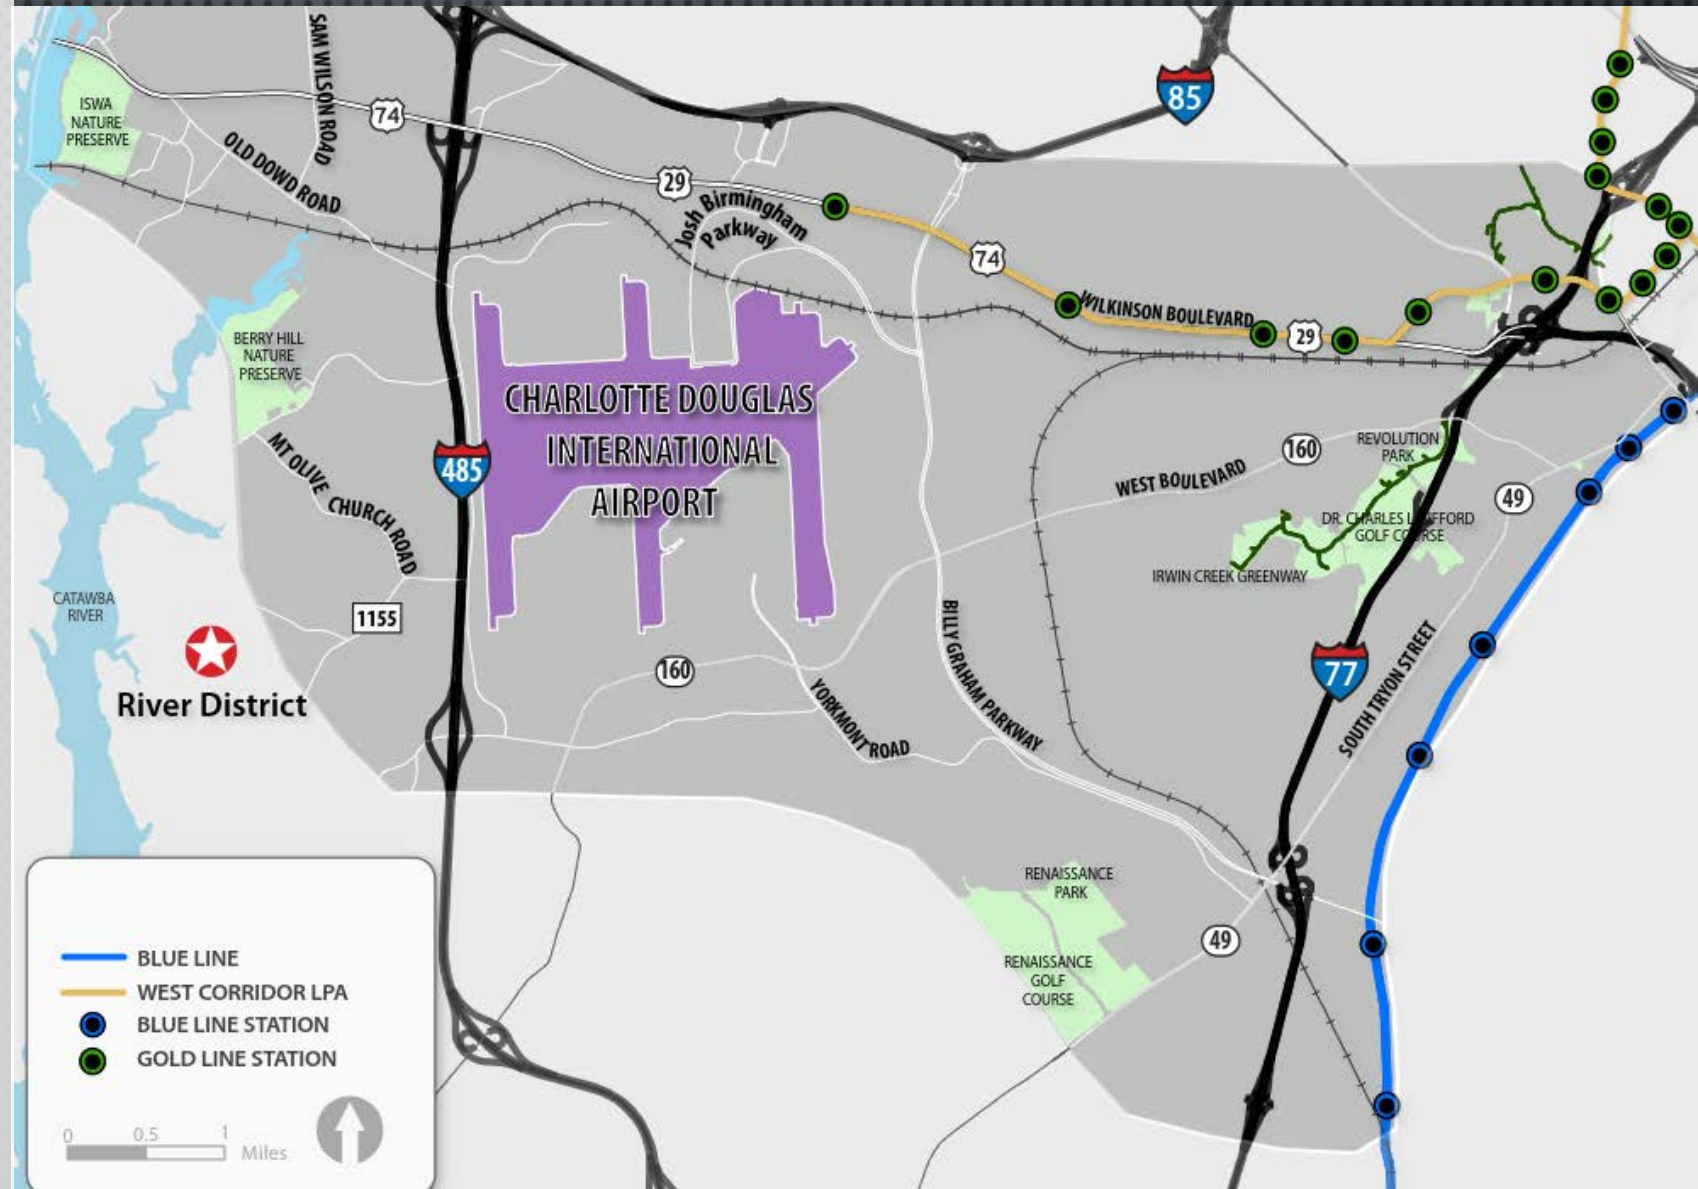 SAM WILSON ROAD
85
ISWA
NATURE
PRESERVE
74
OLD DOWD ROAD
29
Josh Birmingham
Parkway
74
WILKINSON BOULEVARD
29
BERRY HILL
NATURE
PRESERVE
CHARLOTTE DOUGLAS
INTERNATIONAL
AIRPORT
485
MT OLIVE CHURCH ROAD
160
WEST BOULEVARD
REVOLUTION
PARK
49
DR. CHARLES L
GOLF COURSE
IRWIN CREEK GREENWAY
CATAWBA
RIVER
1155
River District
160
YORKMONT ROAD
BILLY GRAHAM PARKWAY
77
SOUTH TRYON STREET
RENAISSANCE
PARK
49
RENAISSANCE
GOLF
COURSE
BLUE LINE
WEST CORRIDOR LPA
BLUE LINE STATION
GOLD LINE STATION
0 0.5 1
Miles